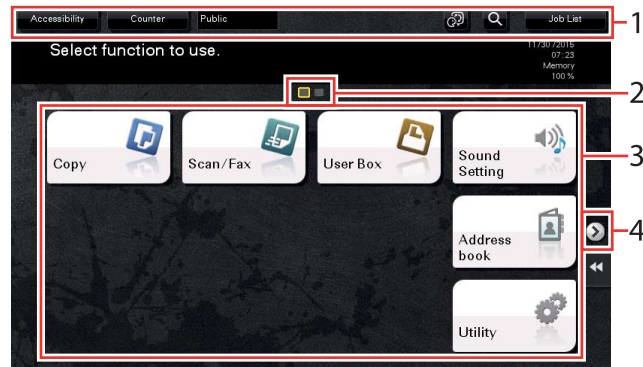 Accessibility Counter Public Job List
1
Select function to use.
11/30/2015
07:23
Memory
100 %
2
Copy
Scan/Fax
User Box
Sound
Setting
3
4
Address
book
Utility